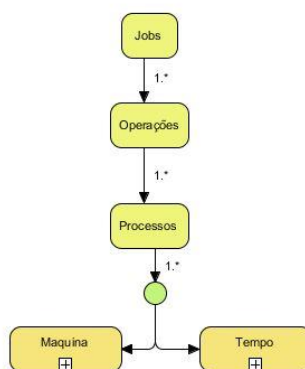 Jobs
1.*
Operações
1.*
Processos
1.*
Maquina
Tempo